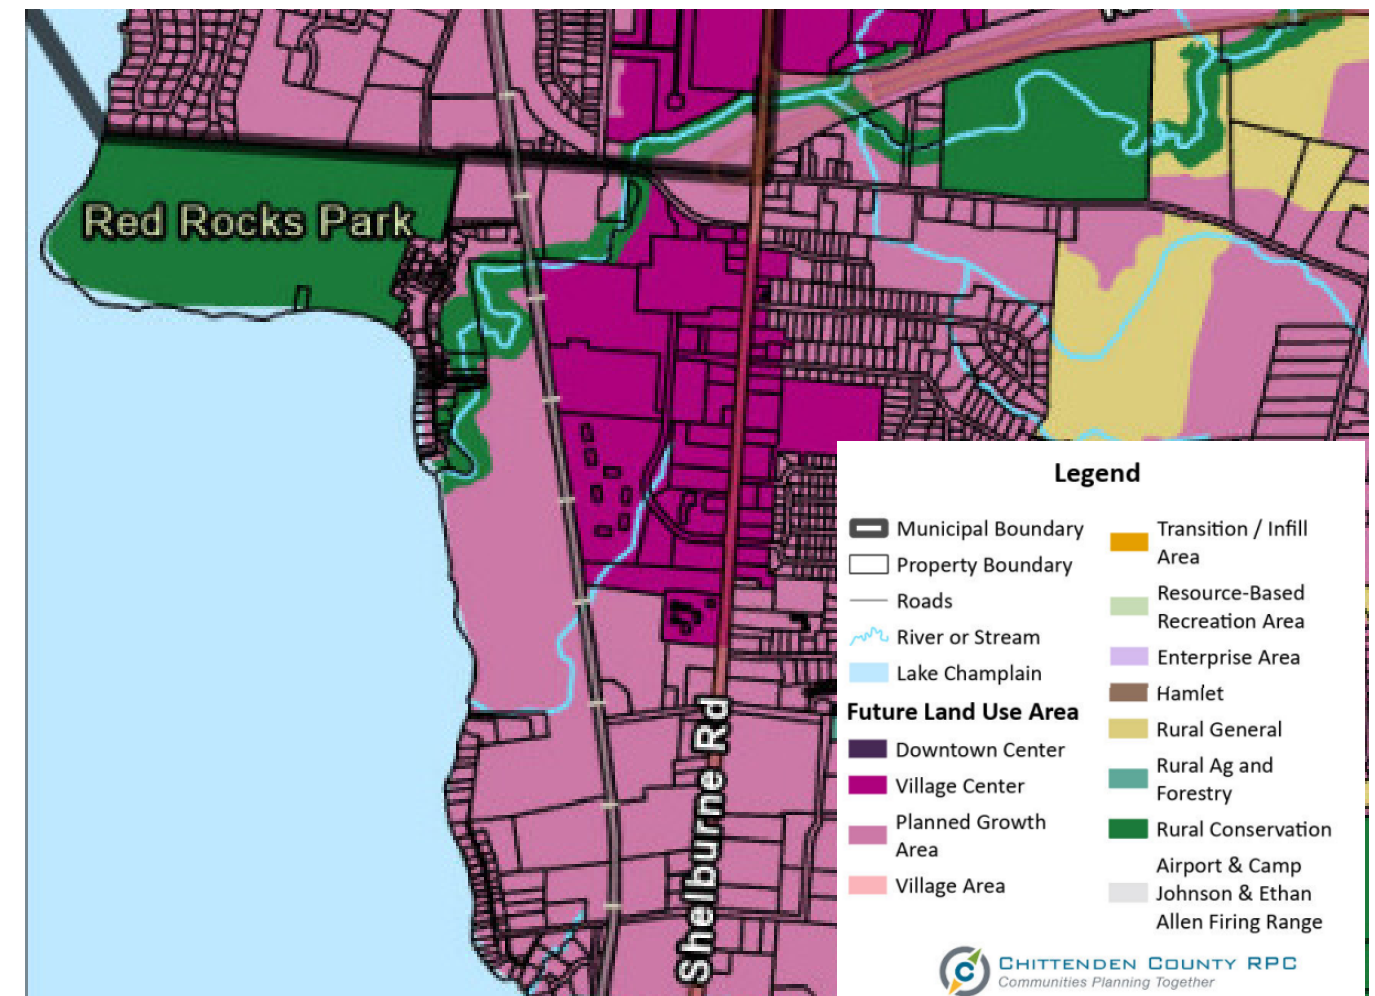 Red Rocks Park
Shelburne Rd
Legend
Municipal Boundary
Property Boundary
Roads
River or Stream
Lake Champlain
Future Land Use Area
Downtown Center
Village Center
Planned Growth
Area
Village Area
Transition / Infill
Area
Resource-Based
Recreation Area
Enterprise Area
Hamlet
Rural General
Rural Ag and
Forestry
Rural Conservation
Airport & Camp
Johnson & Ethan
Allen Firing Range
CHITTENDEN COUNTY RPC
Communities Planning Together